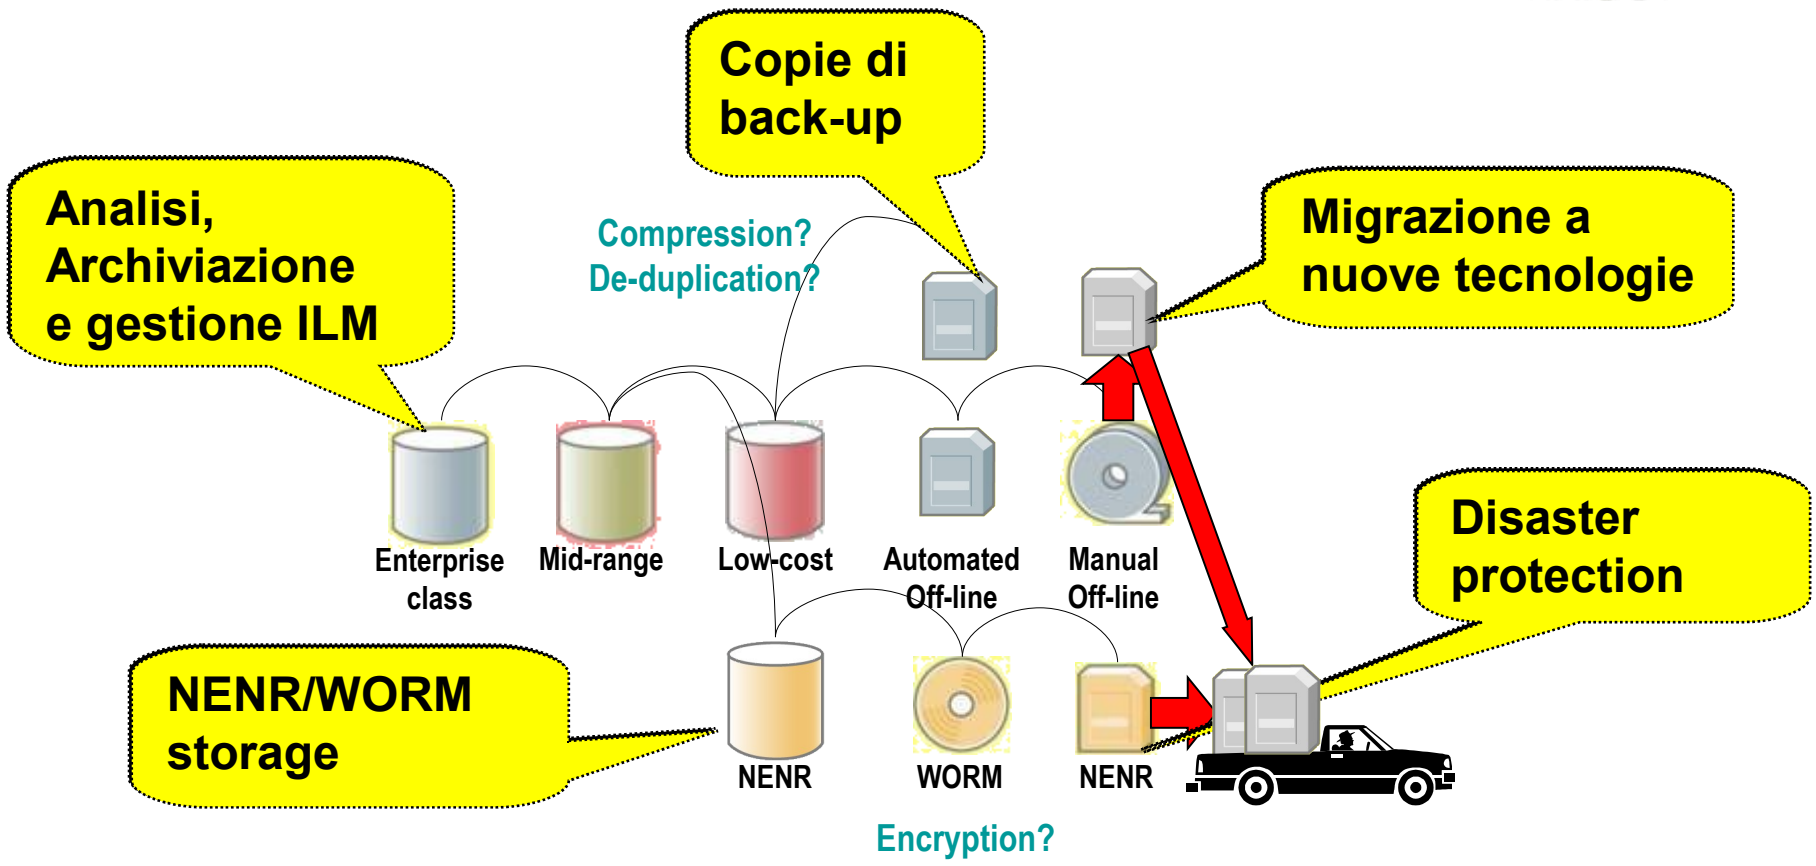 Copie di
back-up
Analisi,
Archiviazione
e gestione ILM
Compression?
De-duplication?
Migrazione a
nuove tecnologie
Enterprise
class
Mid-range
Low-cost
Automated
Off-line
Manual
Off-line
Disaster
protection
NENR/WORM
storage
NENR
WORM
NENR
Encryption?